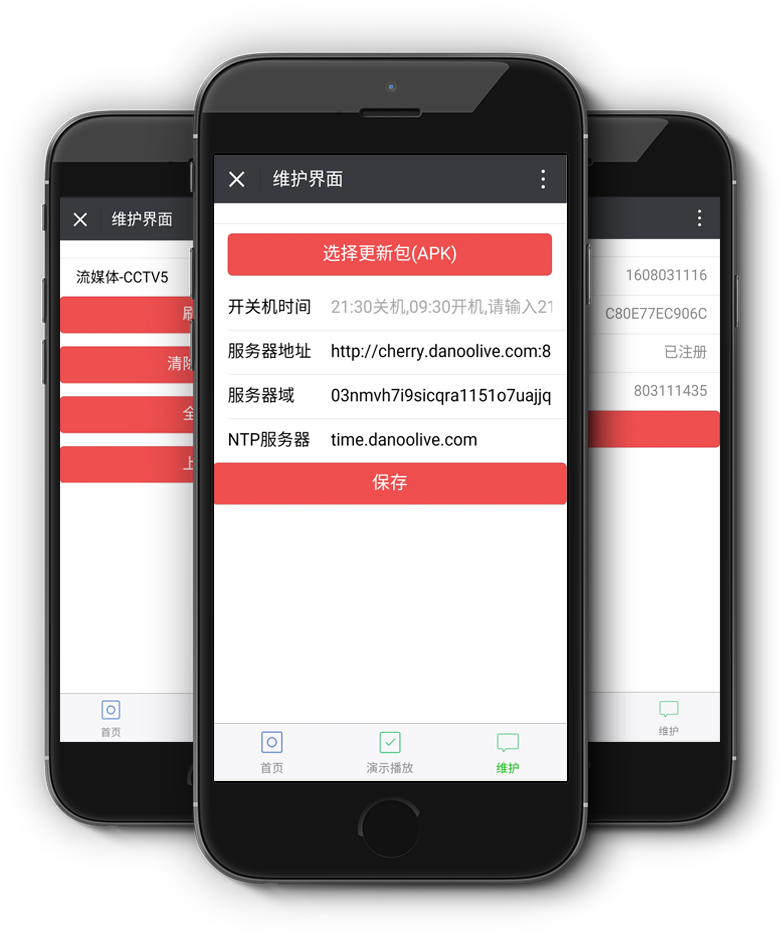 维护界面
流媒体-CCTV5
清除
全
上
首页
维护界面
选择更新包(APK)
开关机时间 21:30关机,09:30开机,请输入21
服务器地址 http://cherry.danoolive.com:8
服务器域 03nmvh7i9sicqra1151o7uajjq
NTP服务器 time.danoolive.com
保存
首页 演示播放 维护
1608031116
C80E77EC906C
已注册
803111435
维护